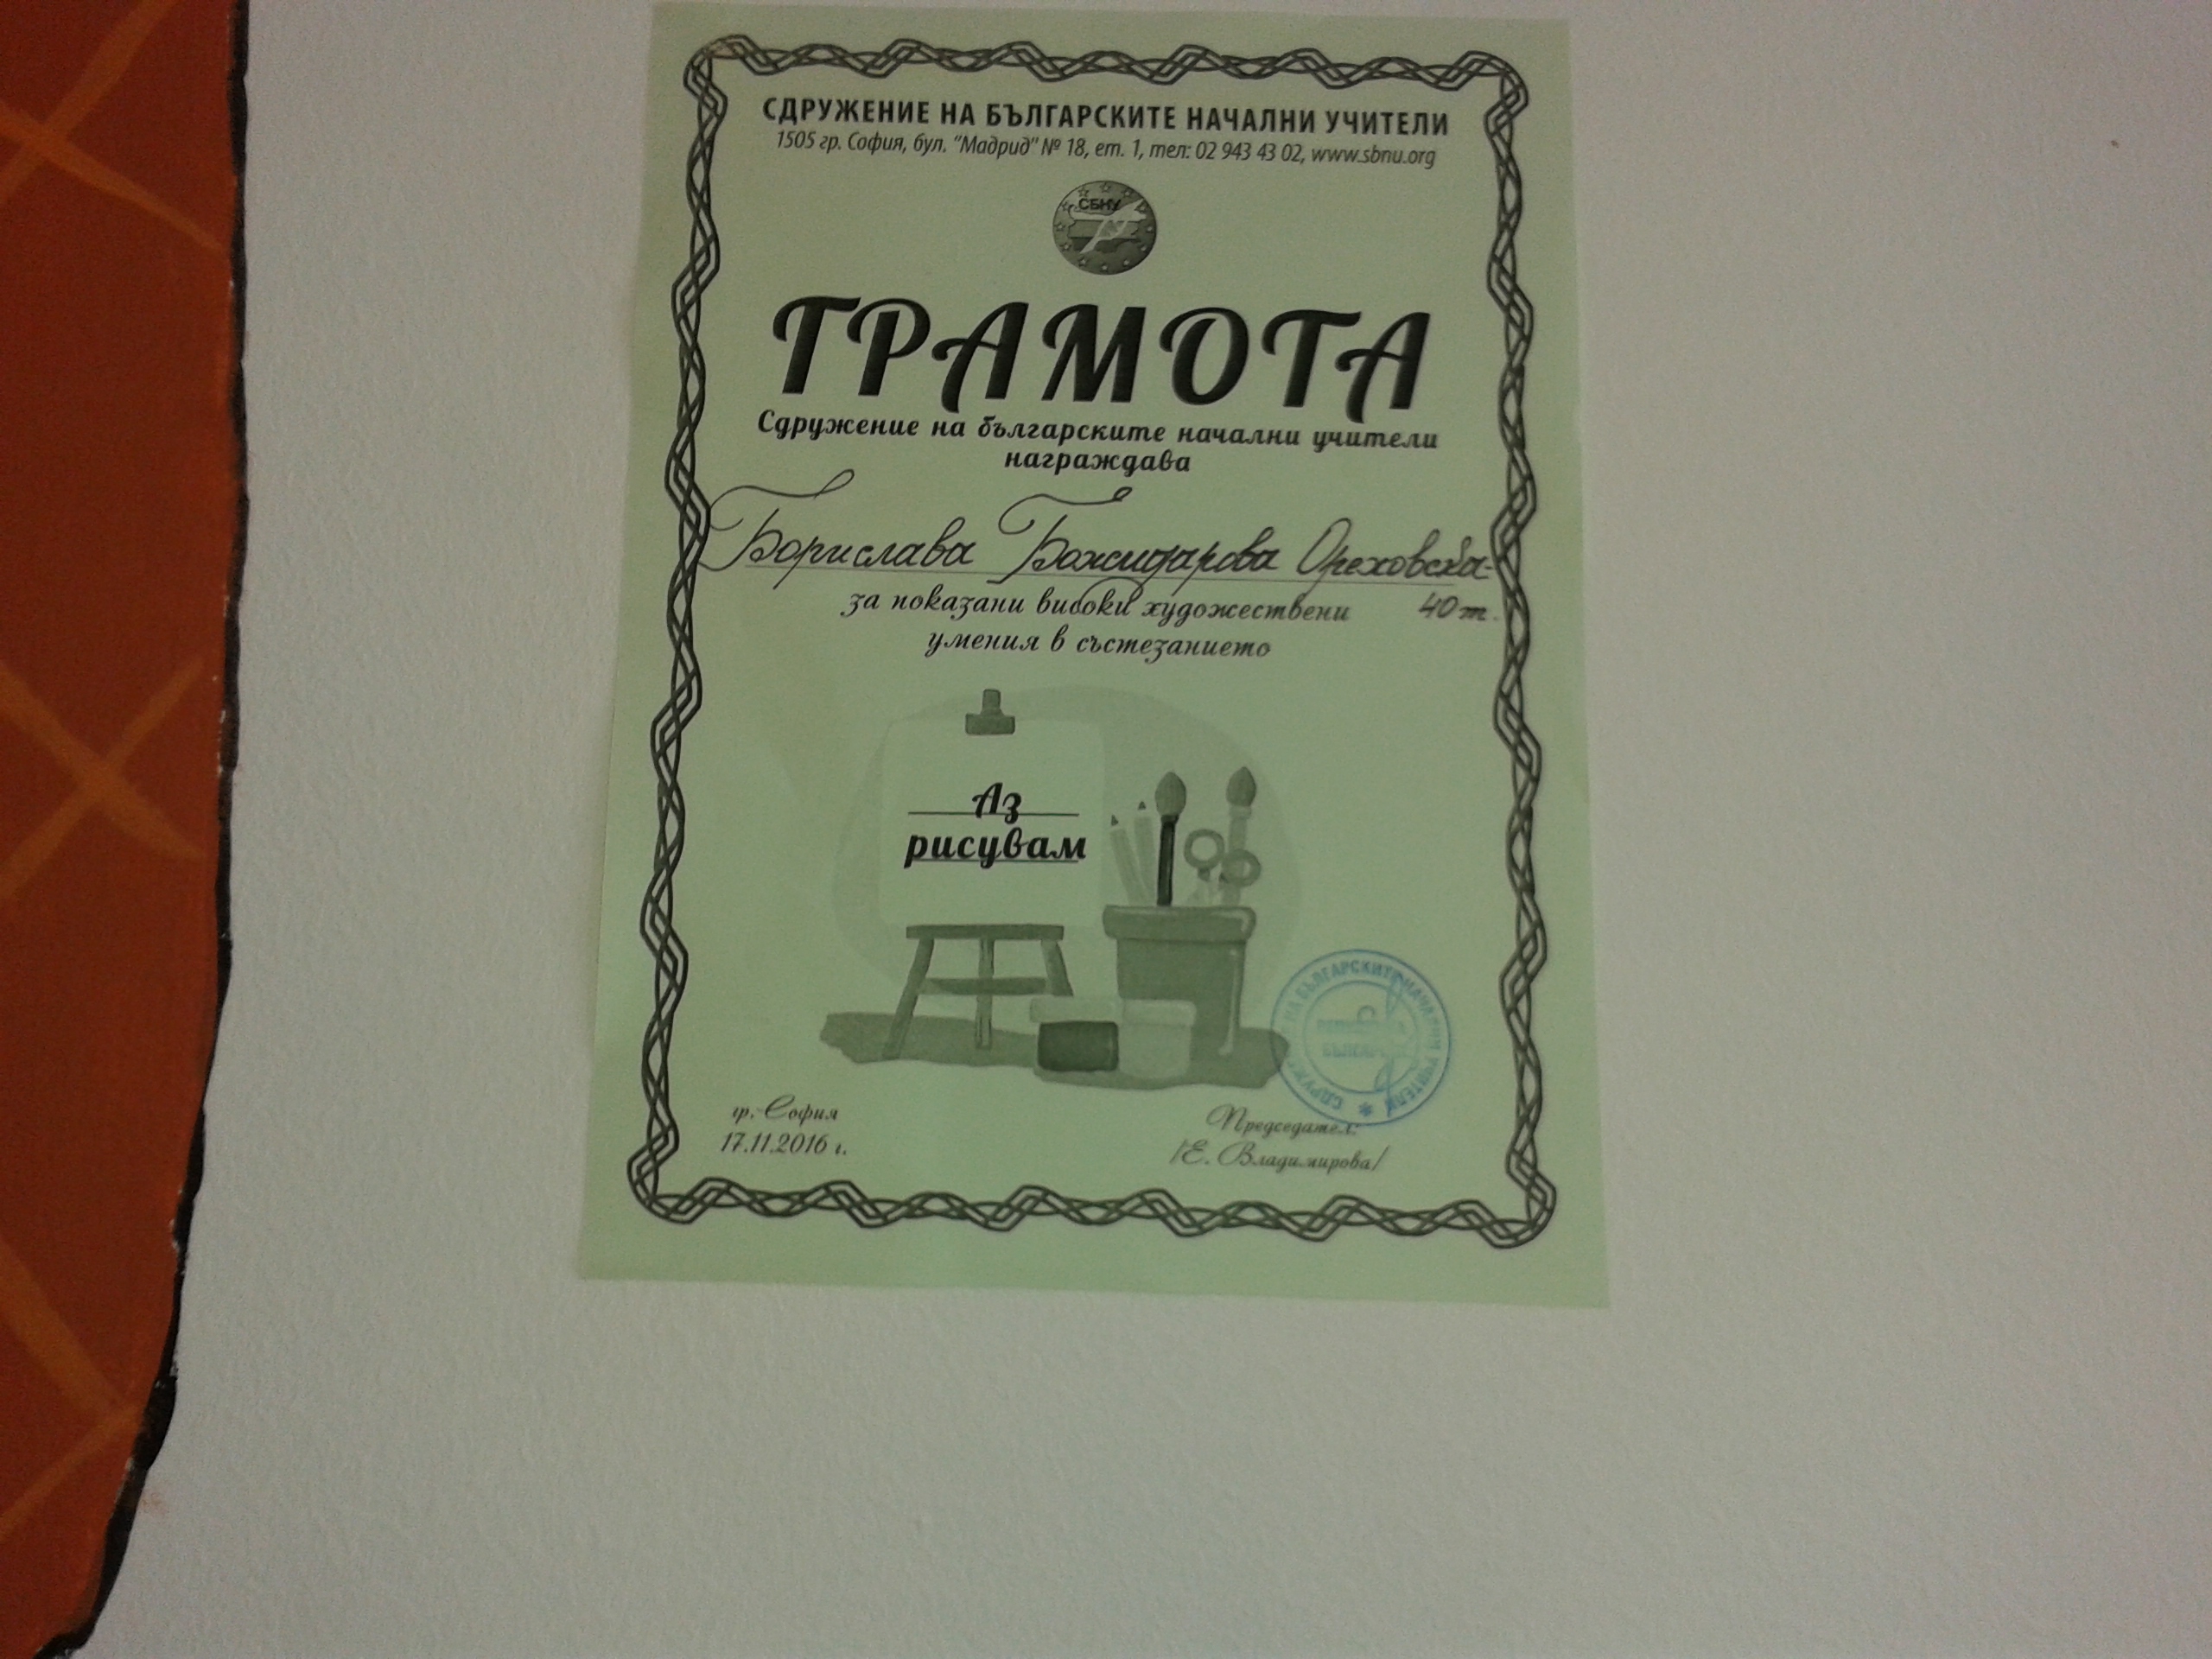 СДРУЖЕНИЕ НА БЪЛГАРСКИТЕ НАЧАЛНИ УЧИТЕЛИ
1505 гр. София, бул. "Мадрид" № 18, ет. 1, тел: 02 943 43 02, www.sbnu.org
СБНУ
ГРАМОТА
Сдружение на българските начални учители
награждава
Борислава Божидарова Ореховска-
за показани високи художествени 40 т.
умения в състезанието
Аз
рисувам
НА БЪЛГАРСКИТЕ НАЧАЛНИ УЧИТЕЛИ
гр. София
17.11.2016 г.
Председател:
/Е. Владимирова/